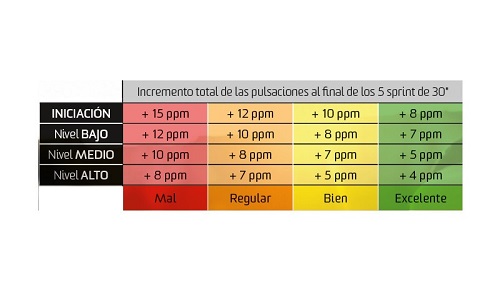 Incremento total de las pulsaciones al final de los 5 sprint de 30"
INICIACIÓN + 15 ppm + 12 ppm + 10 ppm + 8 ppm
Nivel BAJO + 12 ppm + 10 ppm + 8 ppm + 7 ppm
Nivel MEDIO + 10 ppm + 8 ppm + 7 ppm + 5 ppm
Nivel ALTO + 8 ppm + 7 ppm + 5 ppm + 4 ppm
Mal Regular Bien Excelente